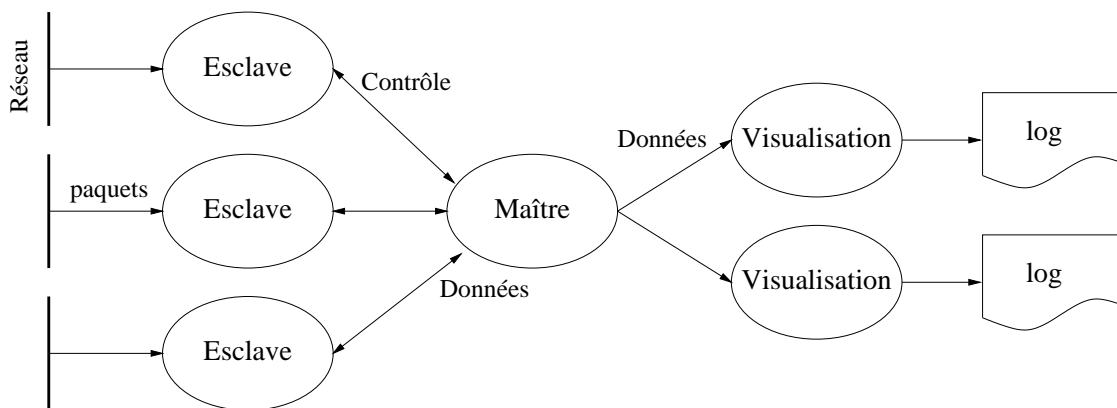 Réseau
Esclave
Contrôle
Données
Visualisation
log
paquets
Esclave
Maître
Données
Visualisation
log
Esclave